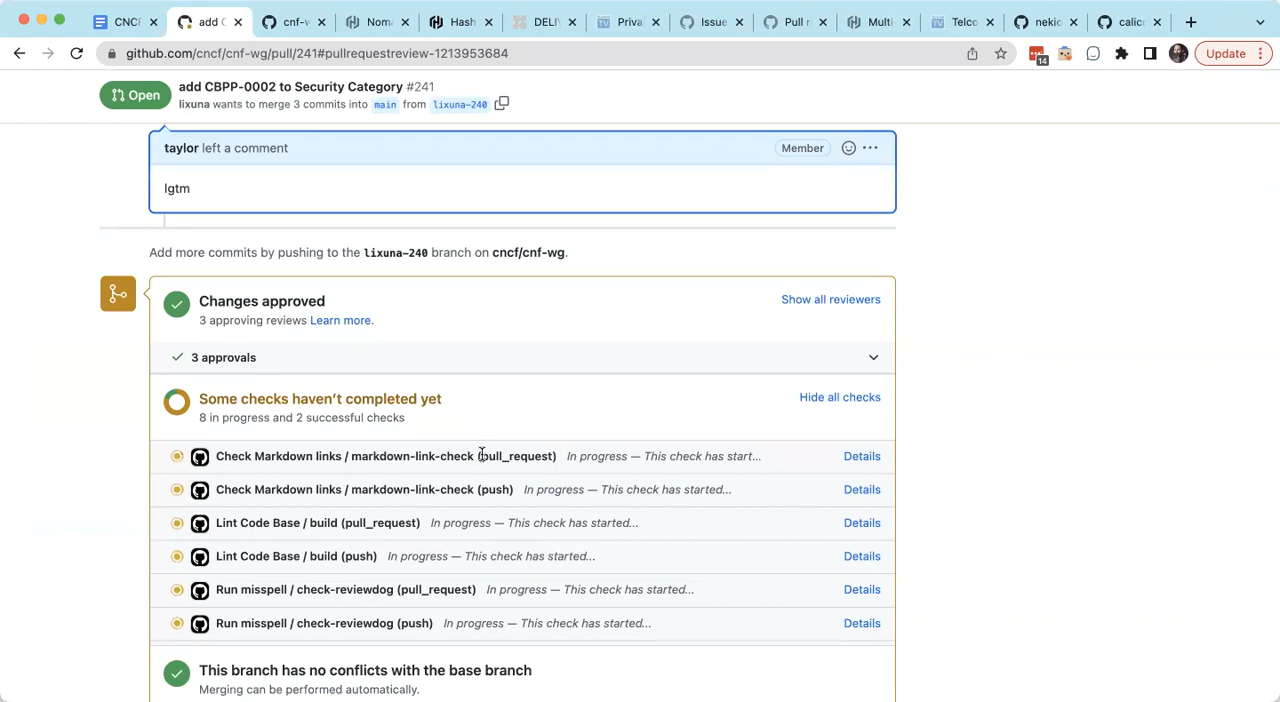 CNCF
add C
cnf-w
Noma
Hash
DELI
Priva
Issue
Pull r
Multi
Telco
nekio
calico
github.com/cncf/cnf-wg/pull/241#pullrequestreview-1213953684
14
Update
Open
add CBPP-0002 to Security Category #241
lixuna wants to merge 3 commits into main from lixuna-240
taylor left a comment
Member
lgtm
Add more commits by pushing to the lixuna-240 branch on cncf/cnf-wg.
Changes approved
Show all reviewers
3 approving reviews Learn more.
3 approvals
Some checks haven't completed yet
Hide all checks
8 in progress and 2 successful checks
Check Markdown links / markdown-link-check (pull_request) In progress — This check has start... Details
Check Markdown links / markdown-link-check (push) In progress — This check has started... Details
Lint Code Base / build (pull_request) In progress — This check has started... Details
Lint Code Base / build (push) In progress — This check has started... Details
Run misspell / check-reviewdog (pull_request) In progress — This check has started... Details
Run misspell / check-reviewdog (push) In progress — This check has started... Details
This branch has no conflicts with the base branch
Merging can be performed automatically.